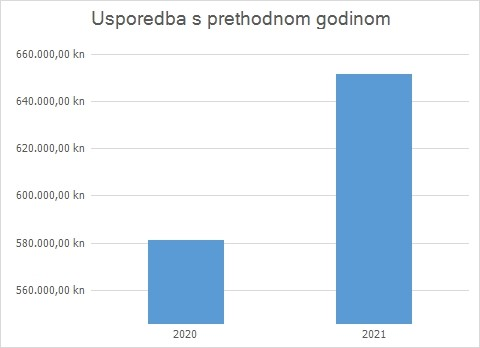 Usporedba s prethodnom godinom
660.000,00 kn
640.000,00 kn
620.000,00 kn
600.000,00 kn
580.000,00 kn
560.000,00 kn
2020
2021